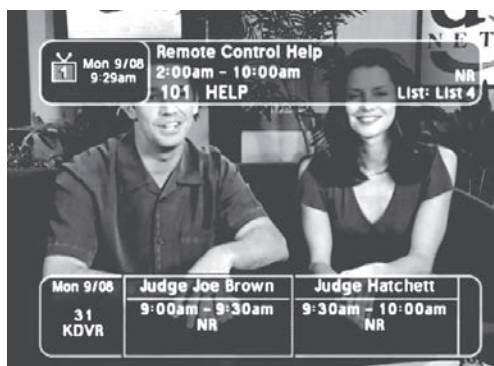 N E T
Remote Control Help
Mon 9/08
9:29am
2:00am - 10:00am
NR
1
101 HELP
List: List 4
Mon 9/08
31
KDVR
Judge Joe Brown
9:00am - 9:30am
NR
Judge Hatchett
9:30am - 10:00am
NR